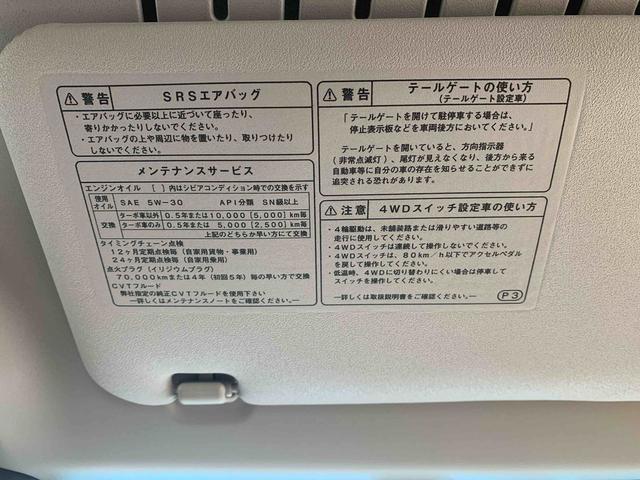 ⚠警告 SRSエアバッグ
・エアバッグに必要以上に近づいて座ったり、
寄りかかったりしないでください。
・エアバッグの上や周辺に物を置いたり、取りつけたり
しないでください。
メンテナンスサービス
エンジンオイル [ ]内はシビアコンディション時での交換を示す
使用オイル SAE 5W-30 API分類 SN級以上
交換 ターボ車以外 0.5年または10,000 [5,000] km毎
ターボ車のみ 0.5年または5,000 [2,500] km毎
上記のどちらか早い方にて交換
タイミングチェーン点検
12ヶ月定期点検毎(自家用貨物・事業用)
24ヶ月定期点検毎(自家用乗用)
点火プラグ(イリジウムプラグ)
70,000kmまたは4年(初回5年)毎の早い方で交換
CVTフルード
弊社指定の純正CVTフルードを使用下さい
―詳しくはメンテナンスノートをご確認ください。―
⚠警告 テールゲートの使い方
(テールゲート設定車)
「テールゲートを開けて駐停車する場合は、
停止表示板などを車両後方においてください。」
テールゲートを開いていると、方向指示器
(非常点滅灯)、尾灯が見えなくなり、後方から来る
自動車等に自分の車の存在を知らせることができずに
追突される恐れがあります。
⚠注意 4WDスイッチ設定車の使い方
・4輪駆動は、未舗装路または滑りやすい道路等の
走行に使用してください。
・4WDスイッチは連続して操作しないでください。
・4WDスイッチは、80km/h以下でアクセルペダル
を戻して操作してください。
・低温時、4WDに切り替わりにくい場合は停車して
スイッチを操作してください。
―詳しくは取扱説明書をご確認ください。― P3